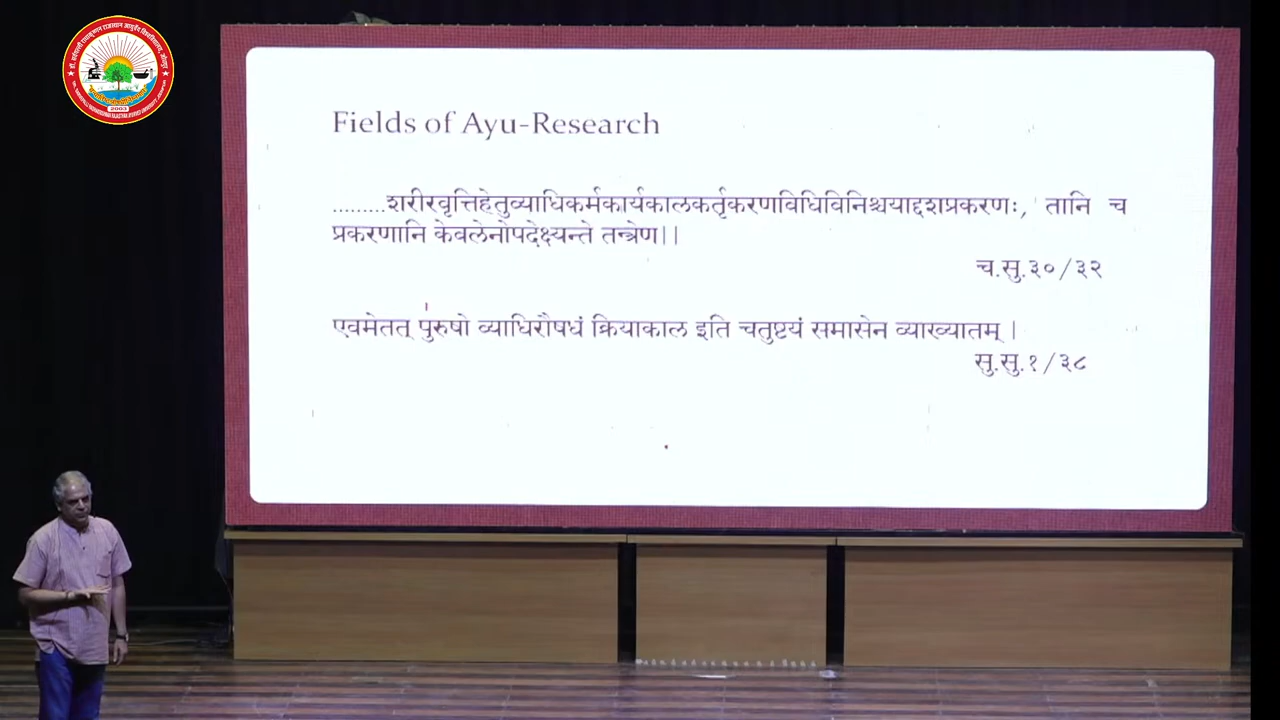 Fields of Ayu-Research
.........शरीरवृत्तिहेतुव्याधिकर्मकार्यकालकर्तृकरणविधिविनिश्चयाद्दशप्रकरणः, तानि च
प्रकरणानि केवलेनोपदेक्ष्यन्ते तन्त्रेण||
च.सु.३०/३२
एवमेतत् पुरुषो व्याधिरौषधं क्रियाकाल इति चतुष्टयं समासेन व्याख्यातम् |
सु.सु.१/३८
2003